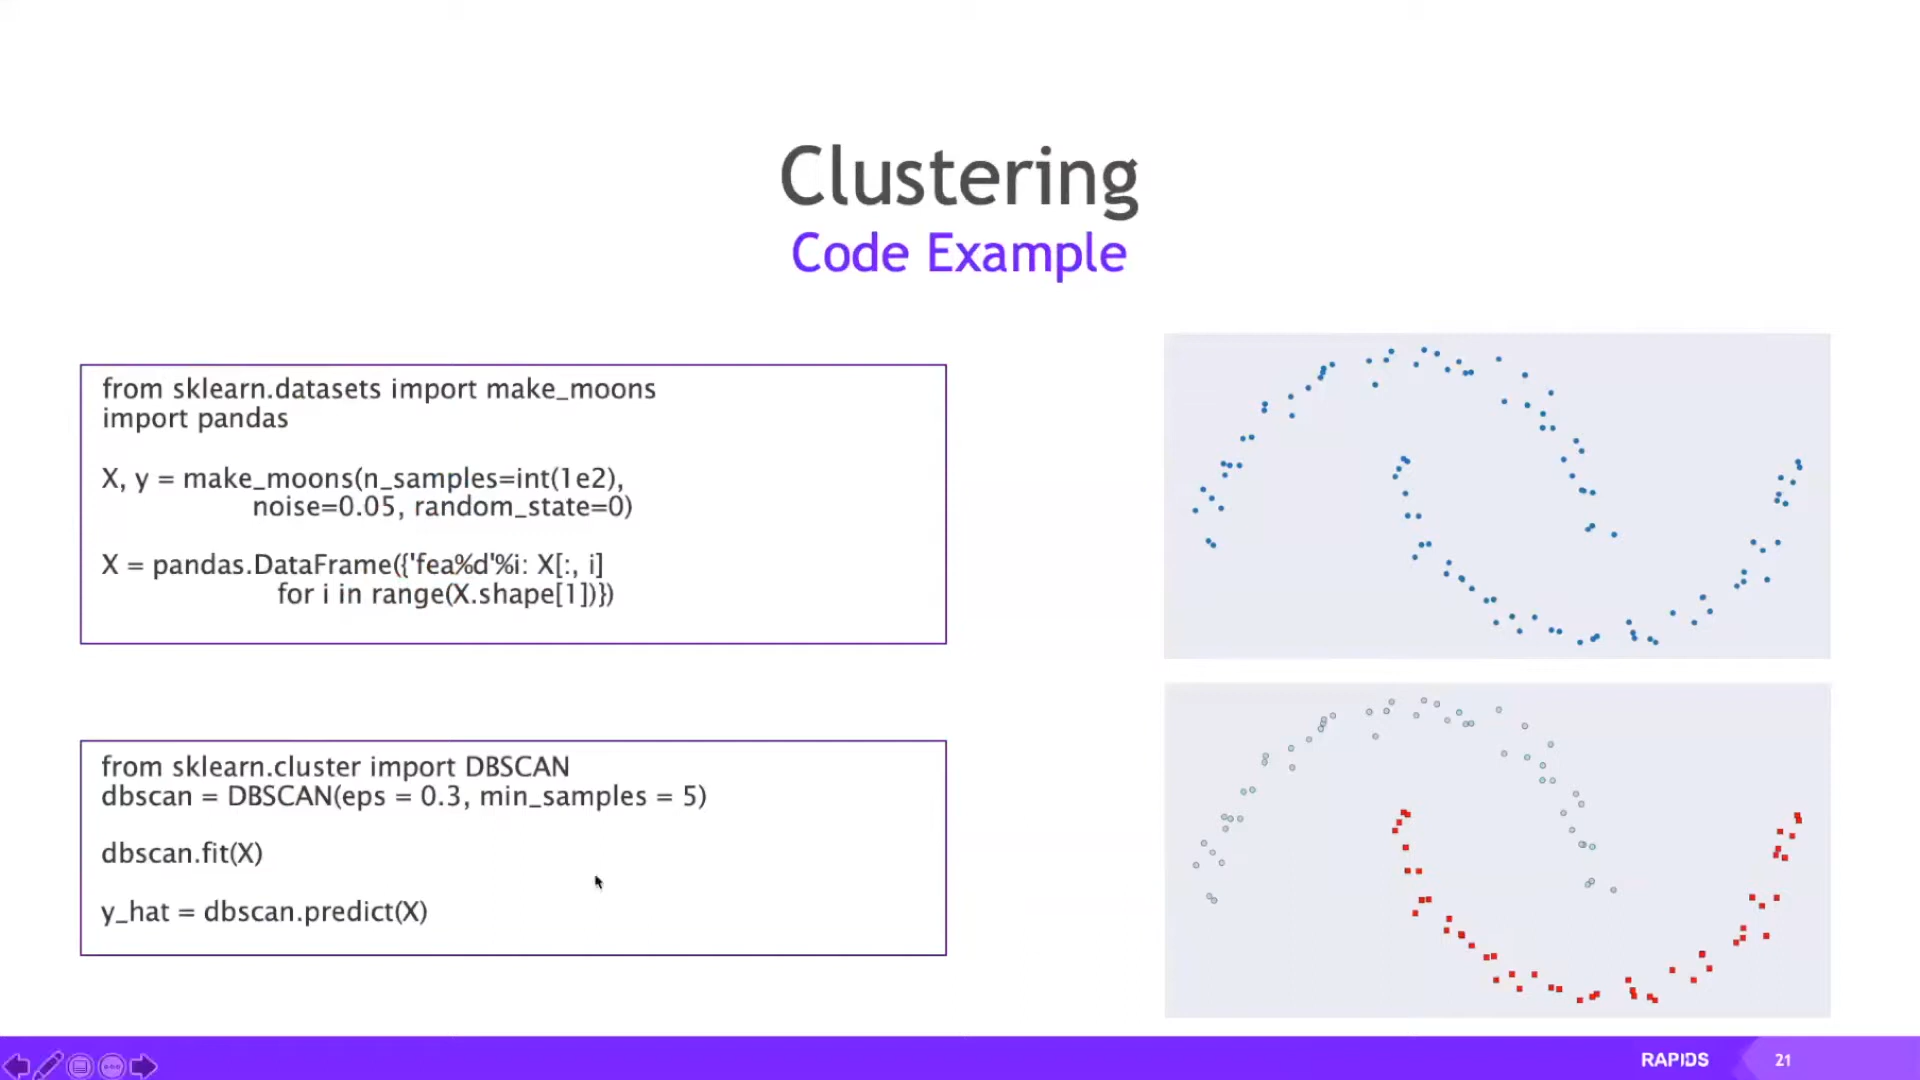 Clustering
Code Example
from sklearn.datasets import make_moons
import pandas
X, y = make_moons(n_samples=int(1e2),
noise=0.05, random_state=0)
X = pandas.DataFrame({'fea%d'%i: X[:, i]
for i in range(X.shape[1])})
from sklearn.cluster import DBSCAN
dbscan = DBSCAN(eps = 0.3, min_samples = 5)
dbscan.fit(X)
y_hat = dbscan.predict(X)
RAPIDS
21